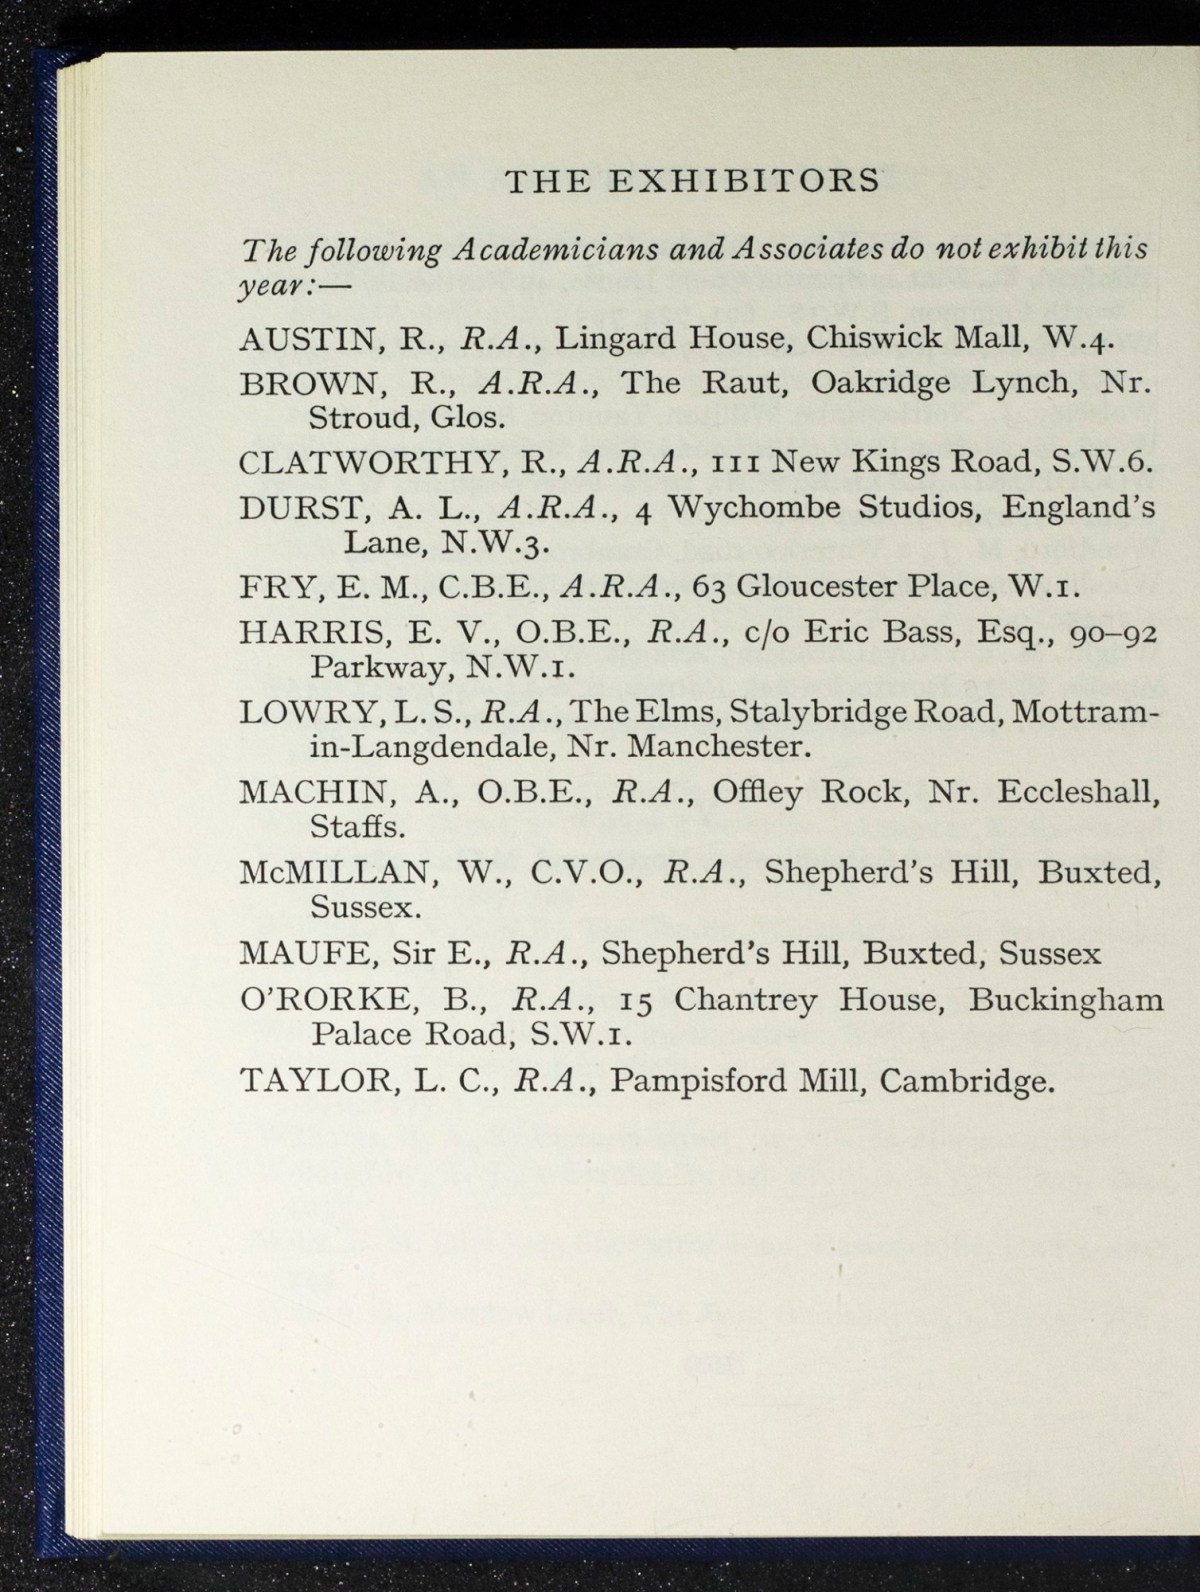 THE EXHIBITORS
The following Academicians and Associates do not exhibit this
year:—
AUSTIN, R., R.A., Lingard House, Chiswick Mall, W.4.
BROWN, R., A.R.A., The Raut, Oakridge Lynch, Nr.
Stroud, Glos.
CLATWORTHY, R., A.R.A., 111 New Kings Road, S.W.6.
DURST, A. L., A.R.A., 4 Wychombe Studios, England's
Lane, N.W.3.
FRY, E. M., C.B.E., A.R.A., 63 Gloucester Place, W.1.
HARRIS, E. V., O.B.E., R.A., c/o Eric Bass, Esq., 90–92
Parkway, N.W.1.
LOWRY, L. S., R.A., The Elms, Stalybridge Road, Mottram-
in-Langdendale, Nr. Manchester.
MACHIN, A., O.B.E., R.A., Offley Rock, Nr. Eccleshall,
Staffs.
McMILLAN, W., C.V.O., R.A., Shepherd's Hill, Buxted,
Sussex.
MAUFE, Sir E., R.A., Shepherd's Hill, Buxted, Sussex
O'RORKE, B., R.A., 15 Chantrey House, Buckingham
Palace Road, S.W.1.
TAYLOR, L. C., R.A., Pampisford Mill, Cambridge.